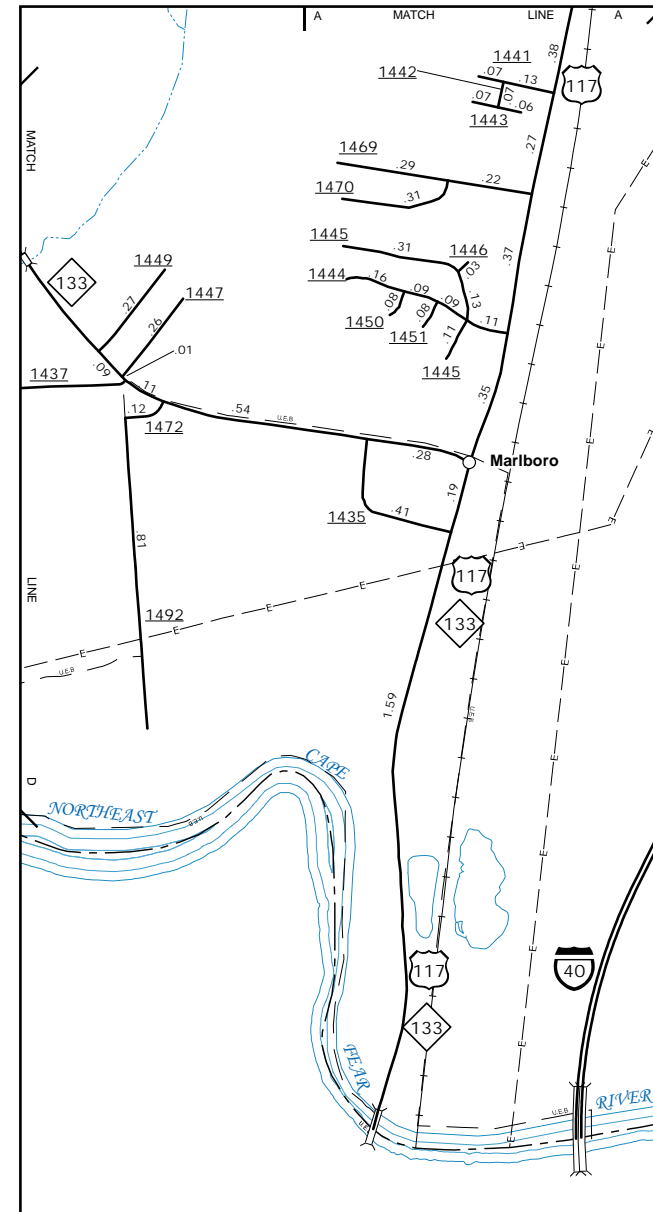 A MATCH LINE A
.38
1441
1442
.07 .13
117
.07
.07 .06
1443
.27
MATCH
1469
.29
.22
1470
.37
1445
.31
1446
.37
.03
1449
133
1444
.16
.09
.09
.13
1447
.27
.08
.08
.11
.26
1450
1451
.11
.01
1445
.09
1437
.11
.35
.12
.54
U.E.B.
1472
.28
Marlboro
.19
1435
.41
.81
E
117
LINE
E
E
E
1492
133
E
E
E
E
E
E
E
U.E.B
1.59
U.E.B.
CAPE
D
NORTHEAST
U.E.B.
E
117
40
133
E
FEAR
RIVER
U.E.B
U.E.
E